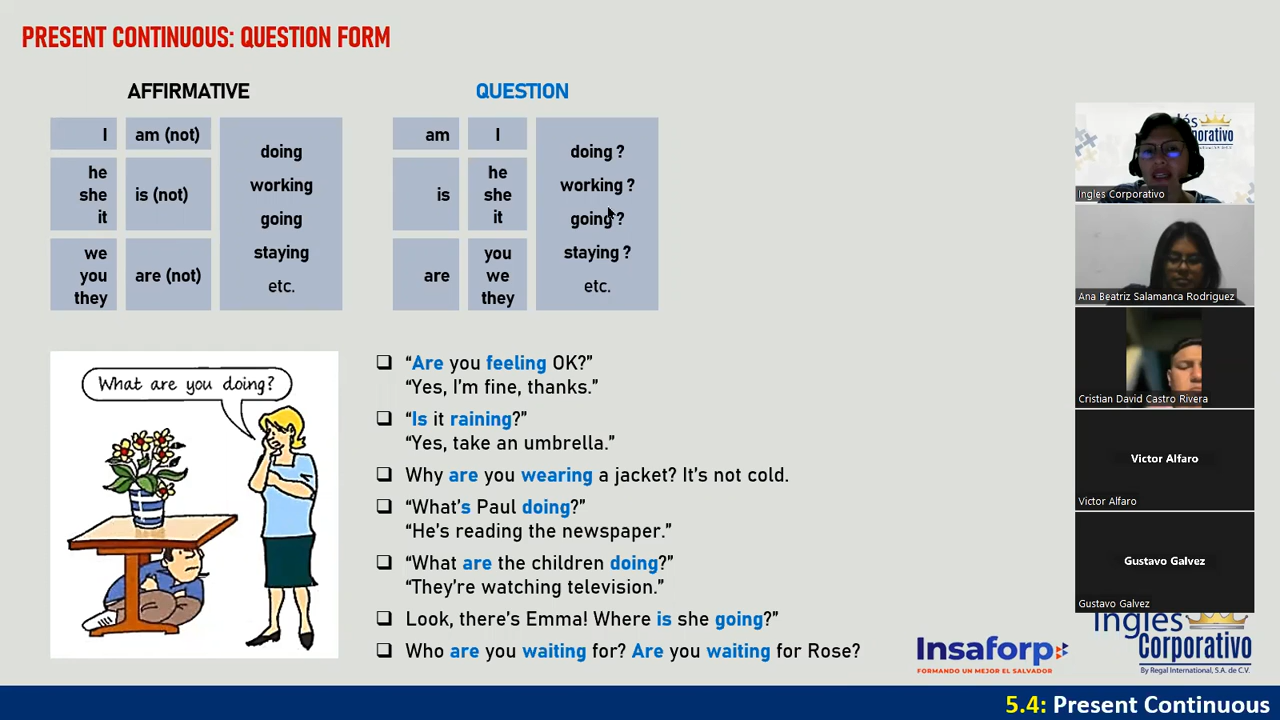 PRESENT CONTINUOUS: QUESTION FORM
AFFIRMATIVE
I
am (not)
he
she
it
is (not)
we
you
they
are (not)
doing
working
going
staying
etc.
QUESTION
am
I
is
he
she
it
are
you
we
they
doing ?
working ?
going ?
staying ?
etc.
What are you doing?
❑ “Are you feeling OK?”
“Yes, I’m fine, thanks.”
❑ “Is it raining?”
“Yes, take an umbrella.”
❑ Why are you wearing a jacket? It’s not cold.
❑ “What’s Paul doing?”
“He’s reading the newspaper.”
❑ “What are the children doing?”
“They’re watching television.”
❑ Look, there’s Emma! Where is she going?”
❑ Who are you waiting for? Are you waiting for Rose?
Corporativo
Ingles Corporativo
Ana Beatriz Salamanca Rodriguez
Cristian David Castro Rivera
Victor Alfaro
Victor Alfaro
Gustavo Galvez
Gustavo Galvez
Insaforp
FORMANDO UN MEJOR EL SALVADOR
Inglés
Corporativo
By Regal International, S.A. de C.V.
5.4: Present Continuous